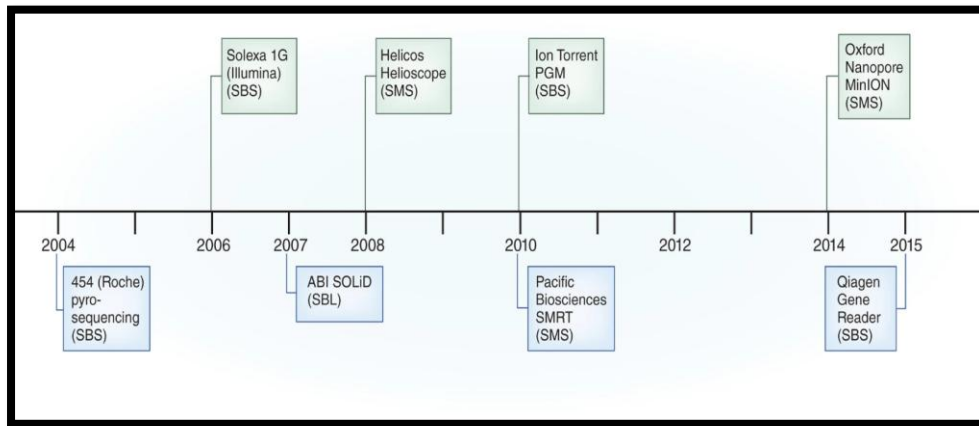 Solexa 1G
(Illumina)
(SBS)
Helicos
Helioscope
(SMS)
Ion Torrent
PGM
(SBS)
Oxford
Nanopore
MinION
(SMS)
2004
2006
2007
2008
2010
2012
2014
2015
454 (Roche)
pyro-
sequencing
(SBS)
ABI SOLiD
(SBL)
Pacific
Biosciences
SMRT
(SMS)
Qiagen
Gene
Reader
(SBS)